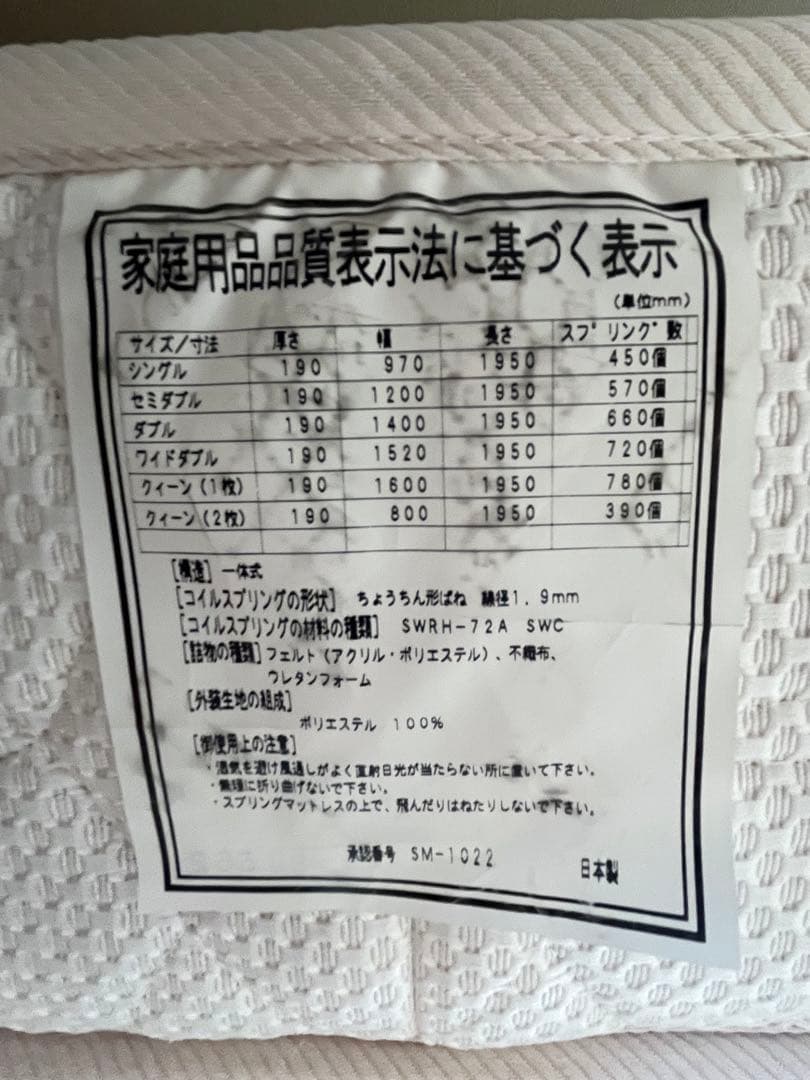 家庭用品品質表示法に基づく表示
(単位mm)
サイズ/寸法 厚さ 幅 長さ スプリング数
シングル 190 970 1950 450個
セミダブル 190 1200 1950 570個
ダブル 190 1400 1950 660個
ワイドダブル 190 1520 1950 720個
クィーン(1枚) 190 1600 1950 780個
クィーン(2枚) 190 800 1950 390個
[構造] 一体式
[コイルスプリングの形状] ちょうちん形ばね 線径1.9mm
[コイルスプリングの材料の種類] SWRH-72A SWC
[詰物の種類]フェルト(アクリル・ポリエステル)、不織布、
ウレタンフォーム
[外装生地の組成]
ポリエステル 100%
[御使用上の注意]
・湿気を避け風通しがよく直射日光が当たらない所に置いて下さい。
・無理に折り曲げないで下さい。
・スプリングマットレスの上で、飛んだりはねたりしないで下さい。
承認番号 SM-1022
日本製